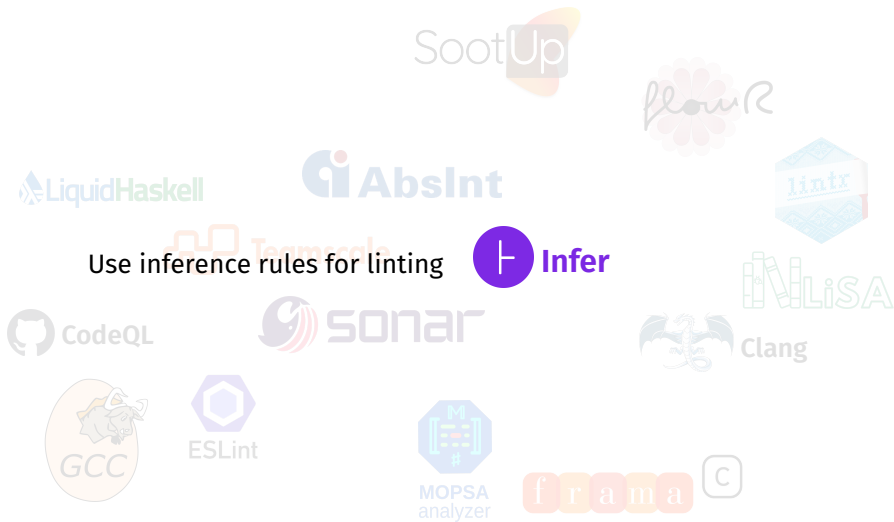 SootUp
flowR
lintr
LiquidHaskell
AbsInt
Teamscale
Use inference rules for linting
Infer
LiSA
CodeQL
sonar
Clang
GCC
ESLint
M
#
MOPSA
analyzer
frama
C